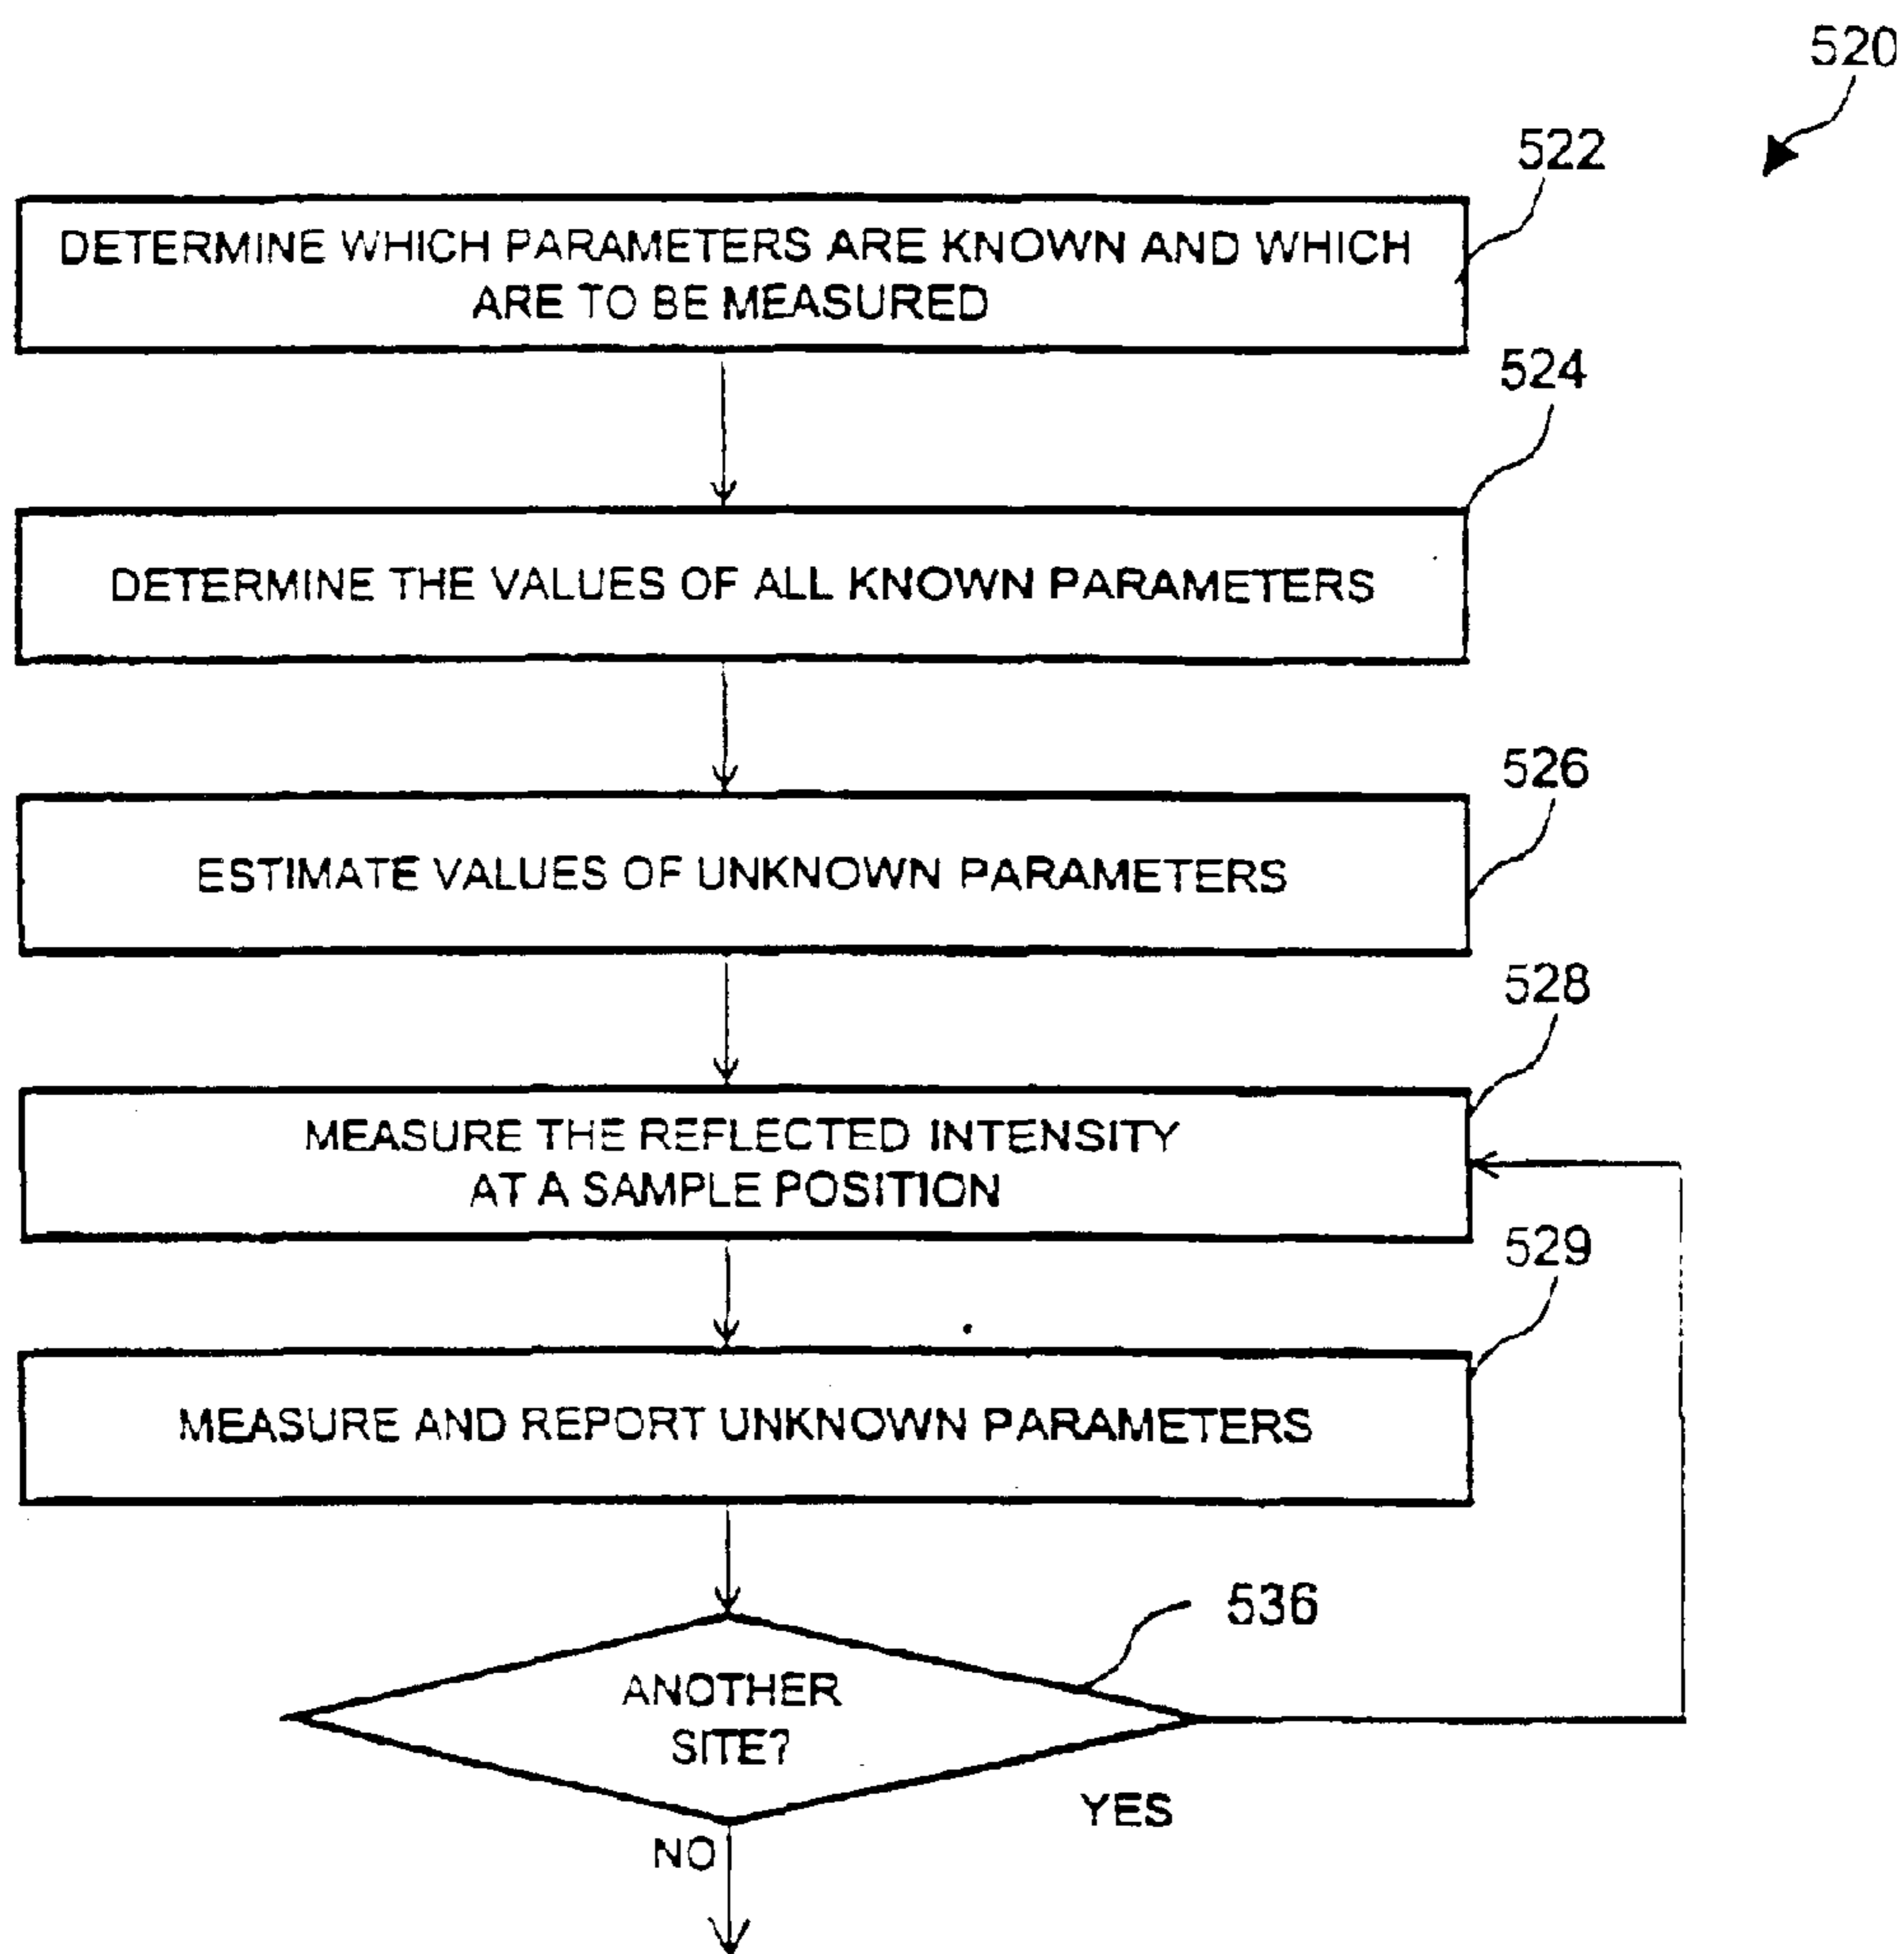 520
522
DETERMINE WHICH PARAMETERS ARE KNOWN AND WHICH
ARE TO BE MEASURED
524
DETERMINE THE VALUES OF ALL KNOWN PARAMETERS
526
ESTIMATE VALUES OF UNKNOWN PARAMETERS
528
MEASURE THE REFLECTED INTENSITY
AT A SAMPLE POSITION
529
MEASURE AND REPORT UNKNOWN PARAMETERS
536
ANOTHER
SITE?
YES
NO